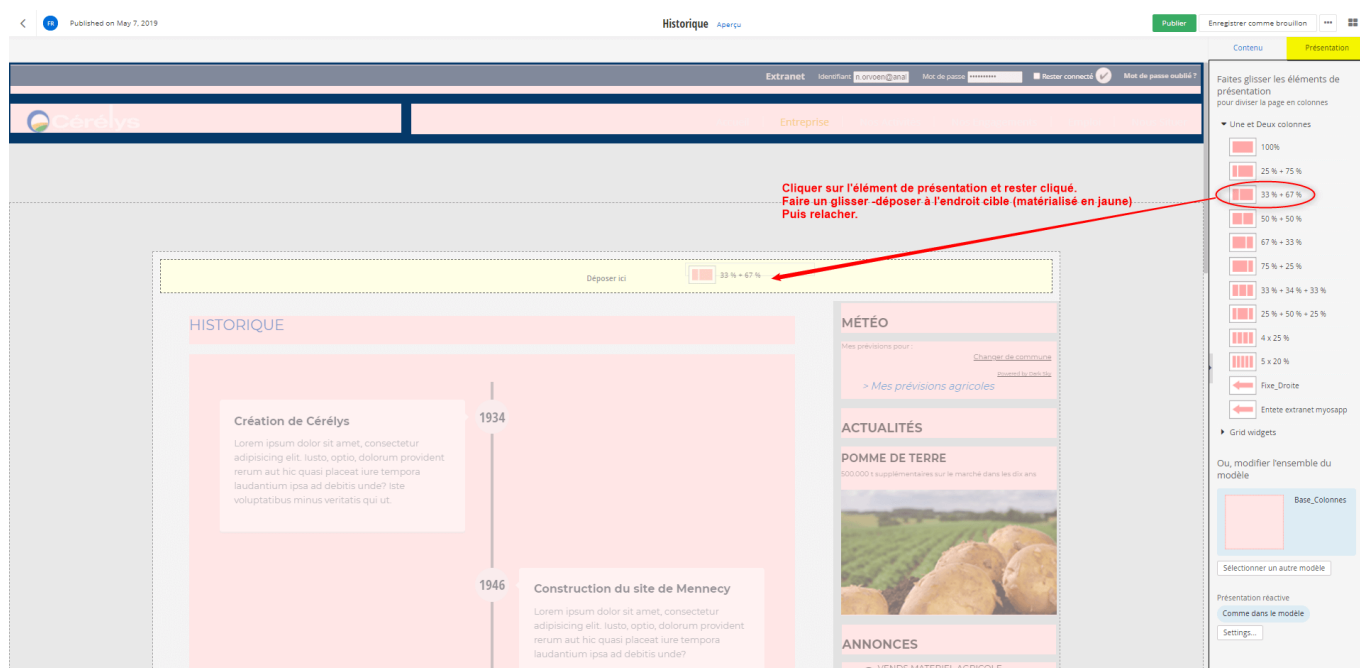 FR
Published on May 7, 2019
Historique Aperçu
Publier
Enregistrer comme brouillon
Contenu
Présentation
Extranet Identifiant n.orvoen@anal Mot de passe Rester connecté Mot de passe oublié ?
Cérélys
Entreprise
Cliquer sur l'élément de présentation et rester cliqué.
Faire un glisser -déposer à l'endroit cible (matérialisé en jaune)
Puis relacher.
Déposer ici
33 % + 67 %
HISTORIQUE
1934
Création de Cérélys
Lorem ipsum dolor sit amet, consectetur
adipisicing elit. Iusto, optio, dolorum provident
rerum aut hic quasi placeat iure tempora
laudantium ipsa ad debitis unde? Iste
voluptatibus minus veritatis qui ut.
1946
Construction du site de Mennecy
Lorem ipsum dolor sit amet, consectetur
adipisicing elit. Iusto, optio, dolorum provident
rerum aut hic quasi placeat iure tempora
laudantium ipsa ad debitis unde?
MÉTÉO
Mes prévisions pour :
Changer de commune
Powered by Dark Sky
> Mes prévisions agricoles
ACTUALITÉS
POMME DE TERRE
500.000 t supplémentaires sur le marché dans les dix ans
ANNONCES
VENDS MATERIEL AGRICOLE
Faites glisser les éléments de
présentation
pour diviser la page en colonnes
Une et Deux colonnes
100%
25 % + 75 %
33 % + 67 %
50 % + 50 %
67 % + 33 %
75 % + 25 %
33 % + 34 % + 33 %
25 % + 50 % + 25 %
4 x 25 %
5 x 20 %
Fixe_Droite
Entete extranet myosapp
Grid widgets
Ou, modifier l'ensemble du
modèle
Base_Colonnes
Sélectionner un autre modèle
Présentation réactive
Comme dans le modèle
Settings...